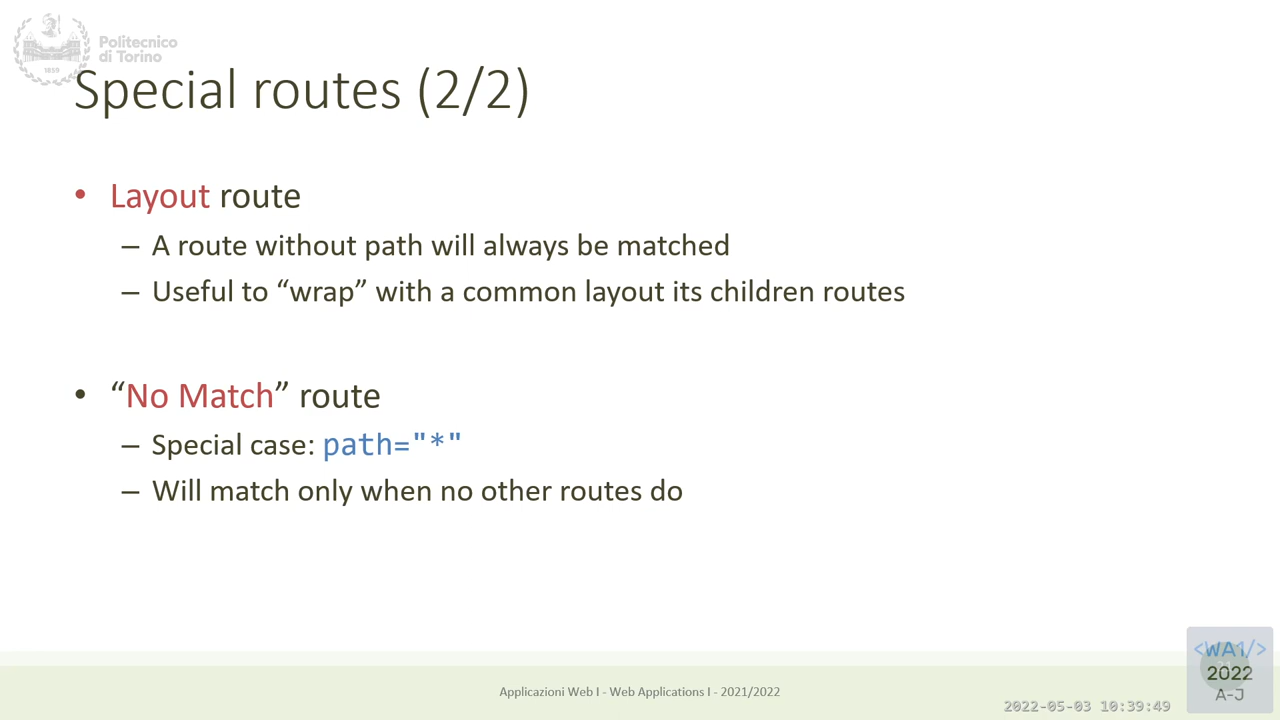 Politecnico
di Torino
1859
Special routes (2/2)
• Layout route
– A route without path will always be matched
– Useful to “wrap” with a common layout its children routes
• “No Match” route
– Special case: path="*"
– Will match only when no other routes do
Applicazioni Web I - Web Applications I - 2021/2022
2022-05-03 10:39:49
<WA1/>
2022
A-J